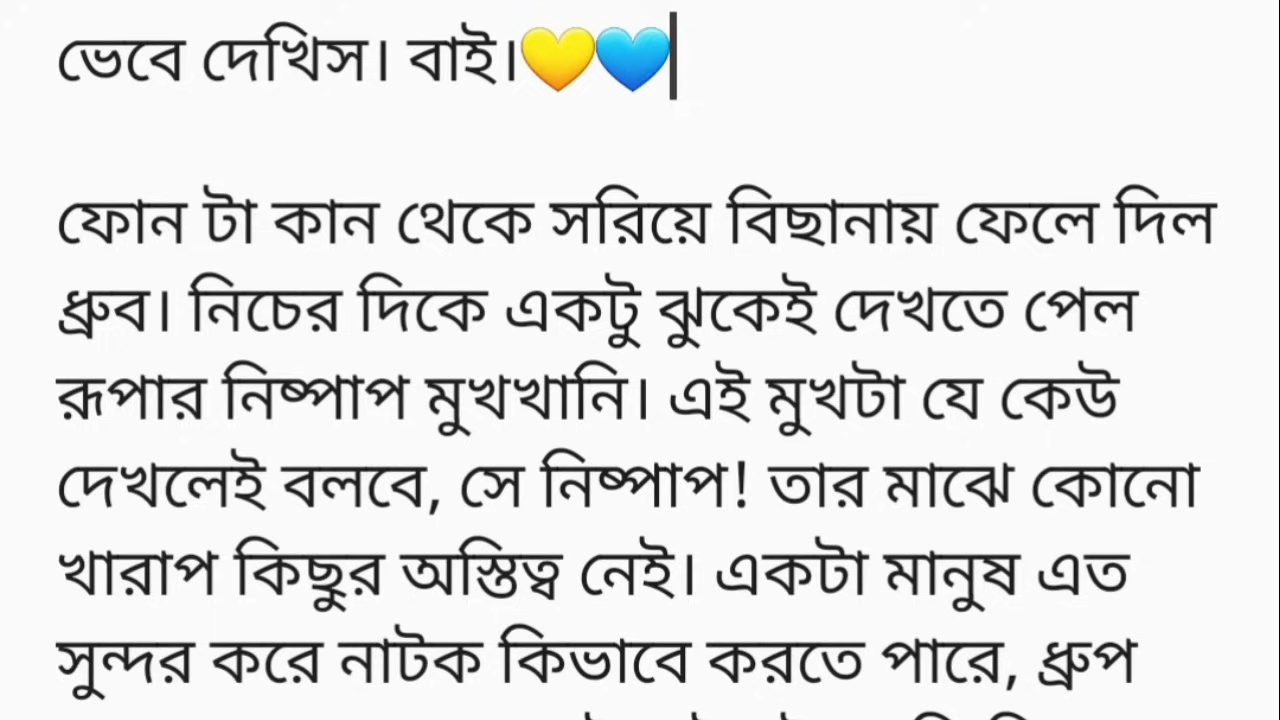 ভেবে দেখিস। বাই।💛💙
ফোন টা কান থেকে সরিয়ে বিছানায় ফেলে দিল
ধ্রুব। নিচের দিকে একটু ঝুকেই দেখতে পেল
রূপার নিষ্পাপ মুখখানি। এই মুখটা যে কেউ
দেখলেই বলবে, সে নিষ্পাপ! তার মাঝে কোনো
খারাপ কিছুর অস্তিত্ব নেই। একটা মানুষ এত
সুন্দর করে নাটক কিভাবে করতে পারে, ধ্রুপ